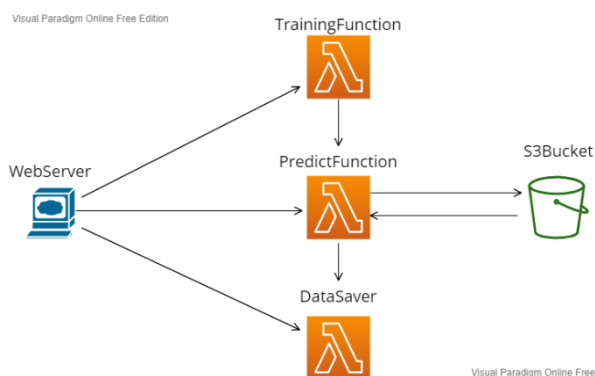 Visual Paradigm Online Free Edition
TrainingFunction
PredictFunction
S3Bucket
WebServer
DataSaver
Visual Paradigm Online Free